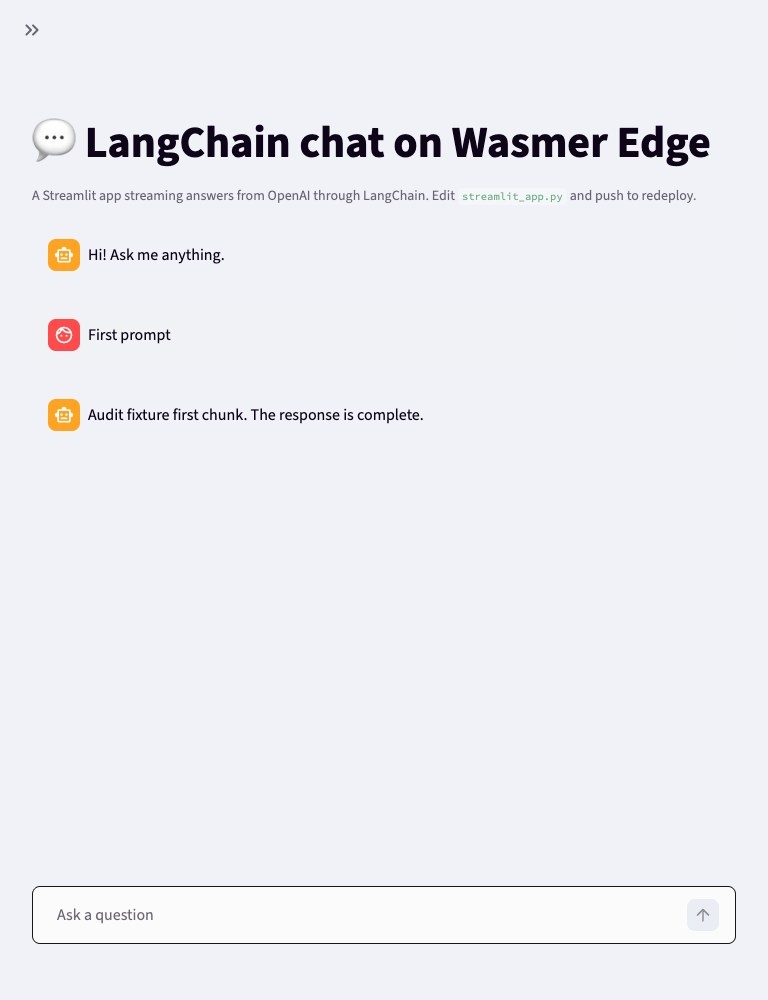 LangChain chat on Wasmer Edge
A Streamlit app streaming answers from OpenAI through LangChain. Edit streamlit_app.py and push to redeploy.
Hi! Ask me anything.
First prompt
Audit fixture first chunk. The response is complete.
Ask a question